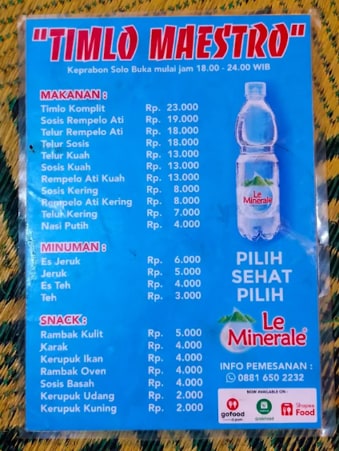 "TIMLO MAESTRO"
Keprabon Solo Buka mulai jam 18.00 - 24.00 WIB
MAKANAN :
Timlo Komplit Rp. 23.000
Sosis Rempelo Ati Rp. 19.000
Telur Rempelo Ati Rp. 18.000
Telur Sosis Rp. 18.000
Telur Kuah Rp. 13.000
Sosis Kuah Rp. 13.000
Rempelo Ati Kuah Rp. 13.000
Sosis Kering Rp. 8.000
Rempelo Ati Kering Rp. 8.000
Telur Kering Rp. 7.000
Nasi Putih Rp. 4.000
MINUMAN :
Es Jeruk Rp. 6.000
Jeruk Rp. 5.000
Es Teh Rp. 4.000
Teh Rp. 3.000
SNACK :
Rambak Kulit Rp. 5.000
Karak Rp. 4.000
Kerupuk Ikan Rp. 4.000
Rambak Oven Rp. 4.000
Sosis Basah Rp. 4.000
Kerupuk Udang Rp. 2.000
Kerupuk Kuning Rp. 2.000
Le
Minerale
PILIH
SEHAT
PILIH
Le
Minerale
INFO PEMESANAN :
0881 650 2232
NOW AVAILABLE ON :
gofood
GrabFood
Shopee
Food